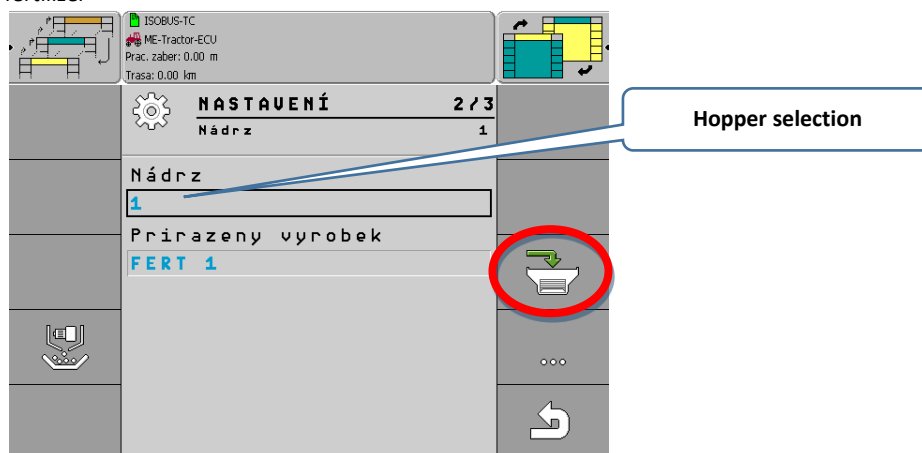 ISOBUS-TC
ME-Tractor-ECU
Prac. zaber: 0.00 m
Trasa: 0.00 km
NASTAVENÍ 2/3
Nádrz 1
Hopper selection
Nádrz
1
Prirazeny vyrobek
FERT 1